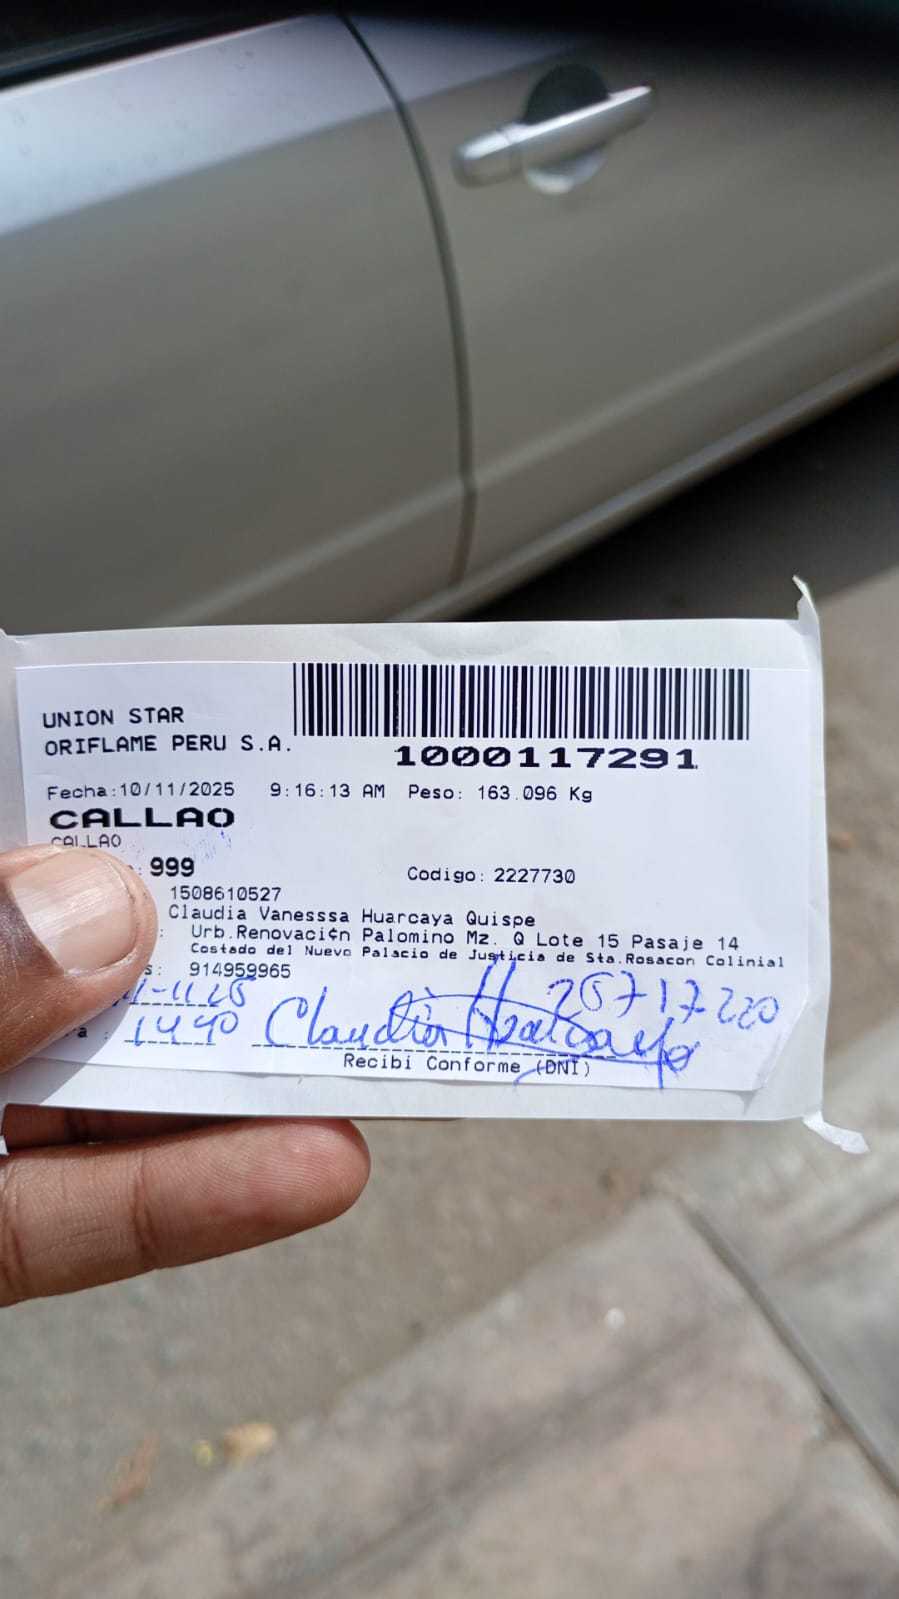 UNION STAR
ORIFLAME PERU S.A.
1000117291
Fecha:10/11/2025 9:16:13 AM Peso: 163.096 Kg
CALLAO
CALLAO
: 999 Codigo: 2227730
1508610527
Claudia Vanesssa Huarcaya Quispe
: Urb.Renovaci¢n Palomino Mz. Q Lote 15 Pasaje 14
Costado del Nuevo Palacio de Justicia de Sta.Rosacon Colinial
s: 914959965
25717220
a : 1440 Claudia Huarcaya
Recibi Conforme (DNI)